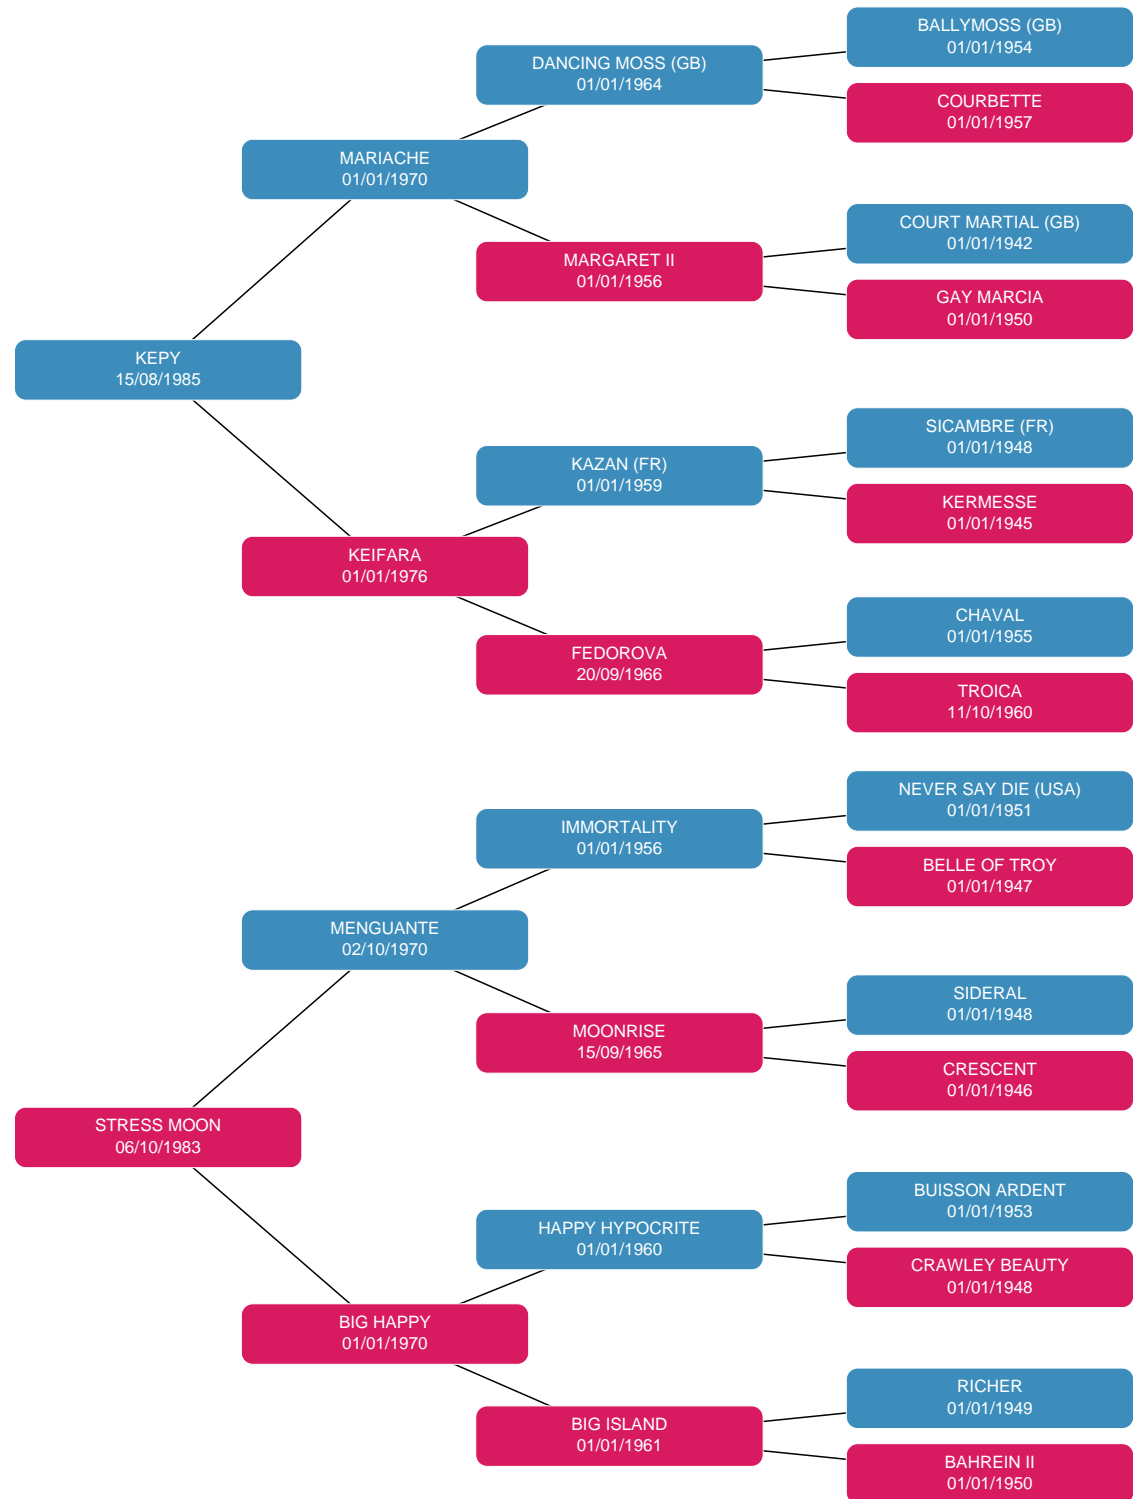 BALLYMOSS (GB)
01/01/1954
DANCING MOSS (GB)
01/01/1964
COURBETTE
01/01/1957
MARIACHE
01/01/1970
COURT MARTIAL (GB)
01/01/1942
MARGARET II
01/01/1956
GAY MARCIA
01/01/1950
KEPY
15/08/1985
SICAMBRE (FR)
01/01/1948
KAZAN (FR)
01/01/1959
KERMESSE
01/01/1945
KEIFARA
01/01/1976
CHAVAL
01/01/1955
FEDOROVA
20/09/1966
TROICA
11/10/1960
NEVER SAY DIE (USA)
01/01/1951
IMMORTALITY
01/01/1956
BELLE OF TROY
01/01/1947
MENGUANTE
02/10/1970
SIDERAL
01/01/1948
MOONRISE
15/09/1965
CRESCENT
01/01/1946
STRESS MOON
06/10/1983
BUISSON ARDENT
01/01/1953
HAPPY HYPOCRITE
01/01/1960
CRAWLEY BEAUTY
01/01/1948
BIG HAPPY
01/01/1970
RICHER
01/01/1949
BIG ISLAND
01/01/1961
BAHREIN II
01/01/1950